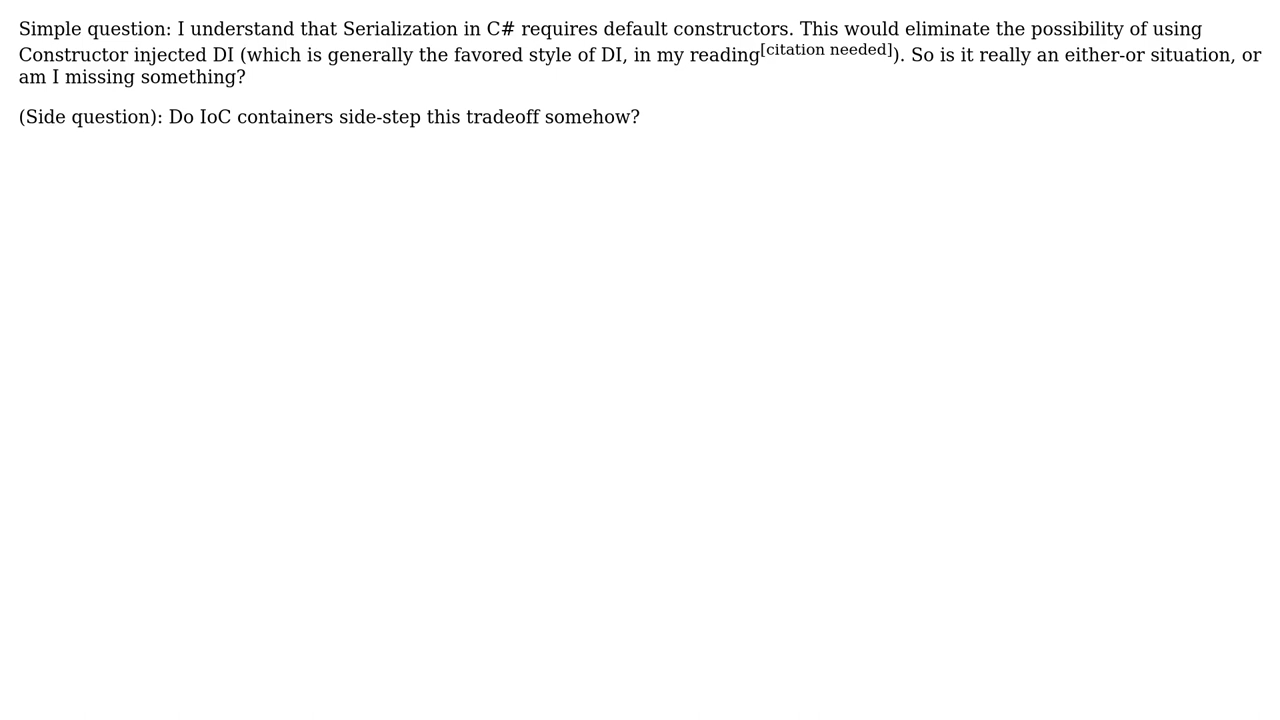 Simple question: I understand that Serialization in C# requires default constructors. This would eliminate the possibility of using
Constructor injected DI (which is generally the favored style of DI, in my reading[citation needed]). So is it really an either-or situation, or
am I missing something?
(Side question): Do IoC containers side-step this tradeoff somehow?